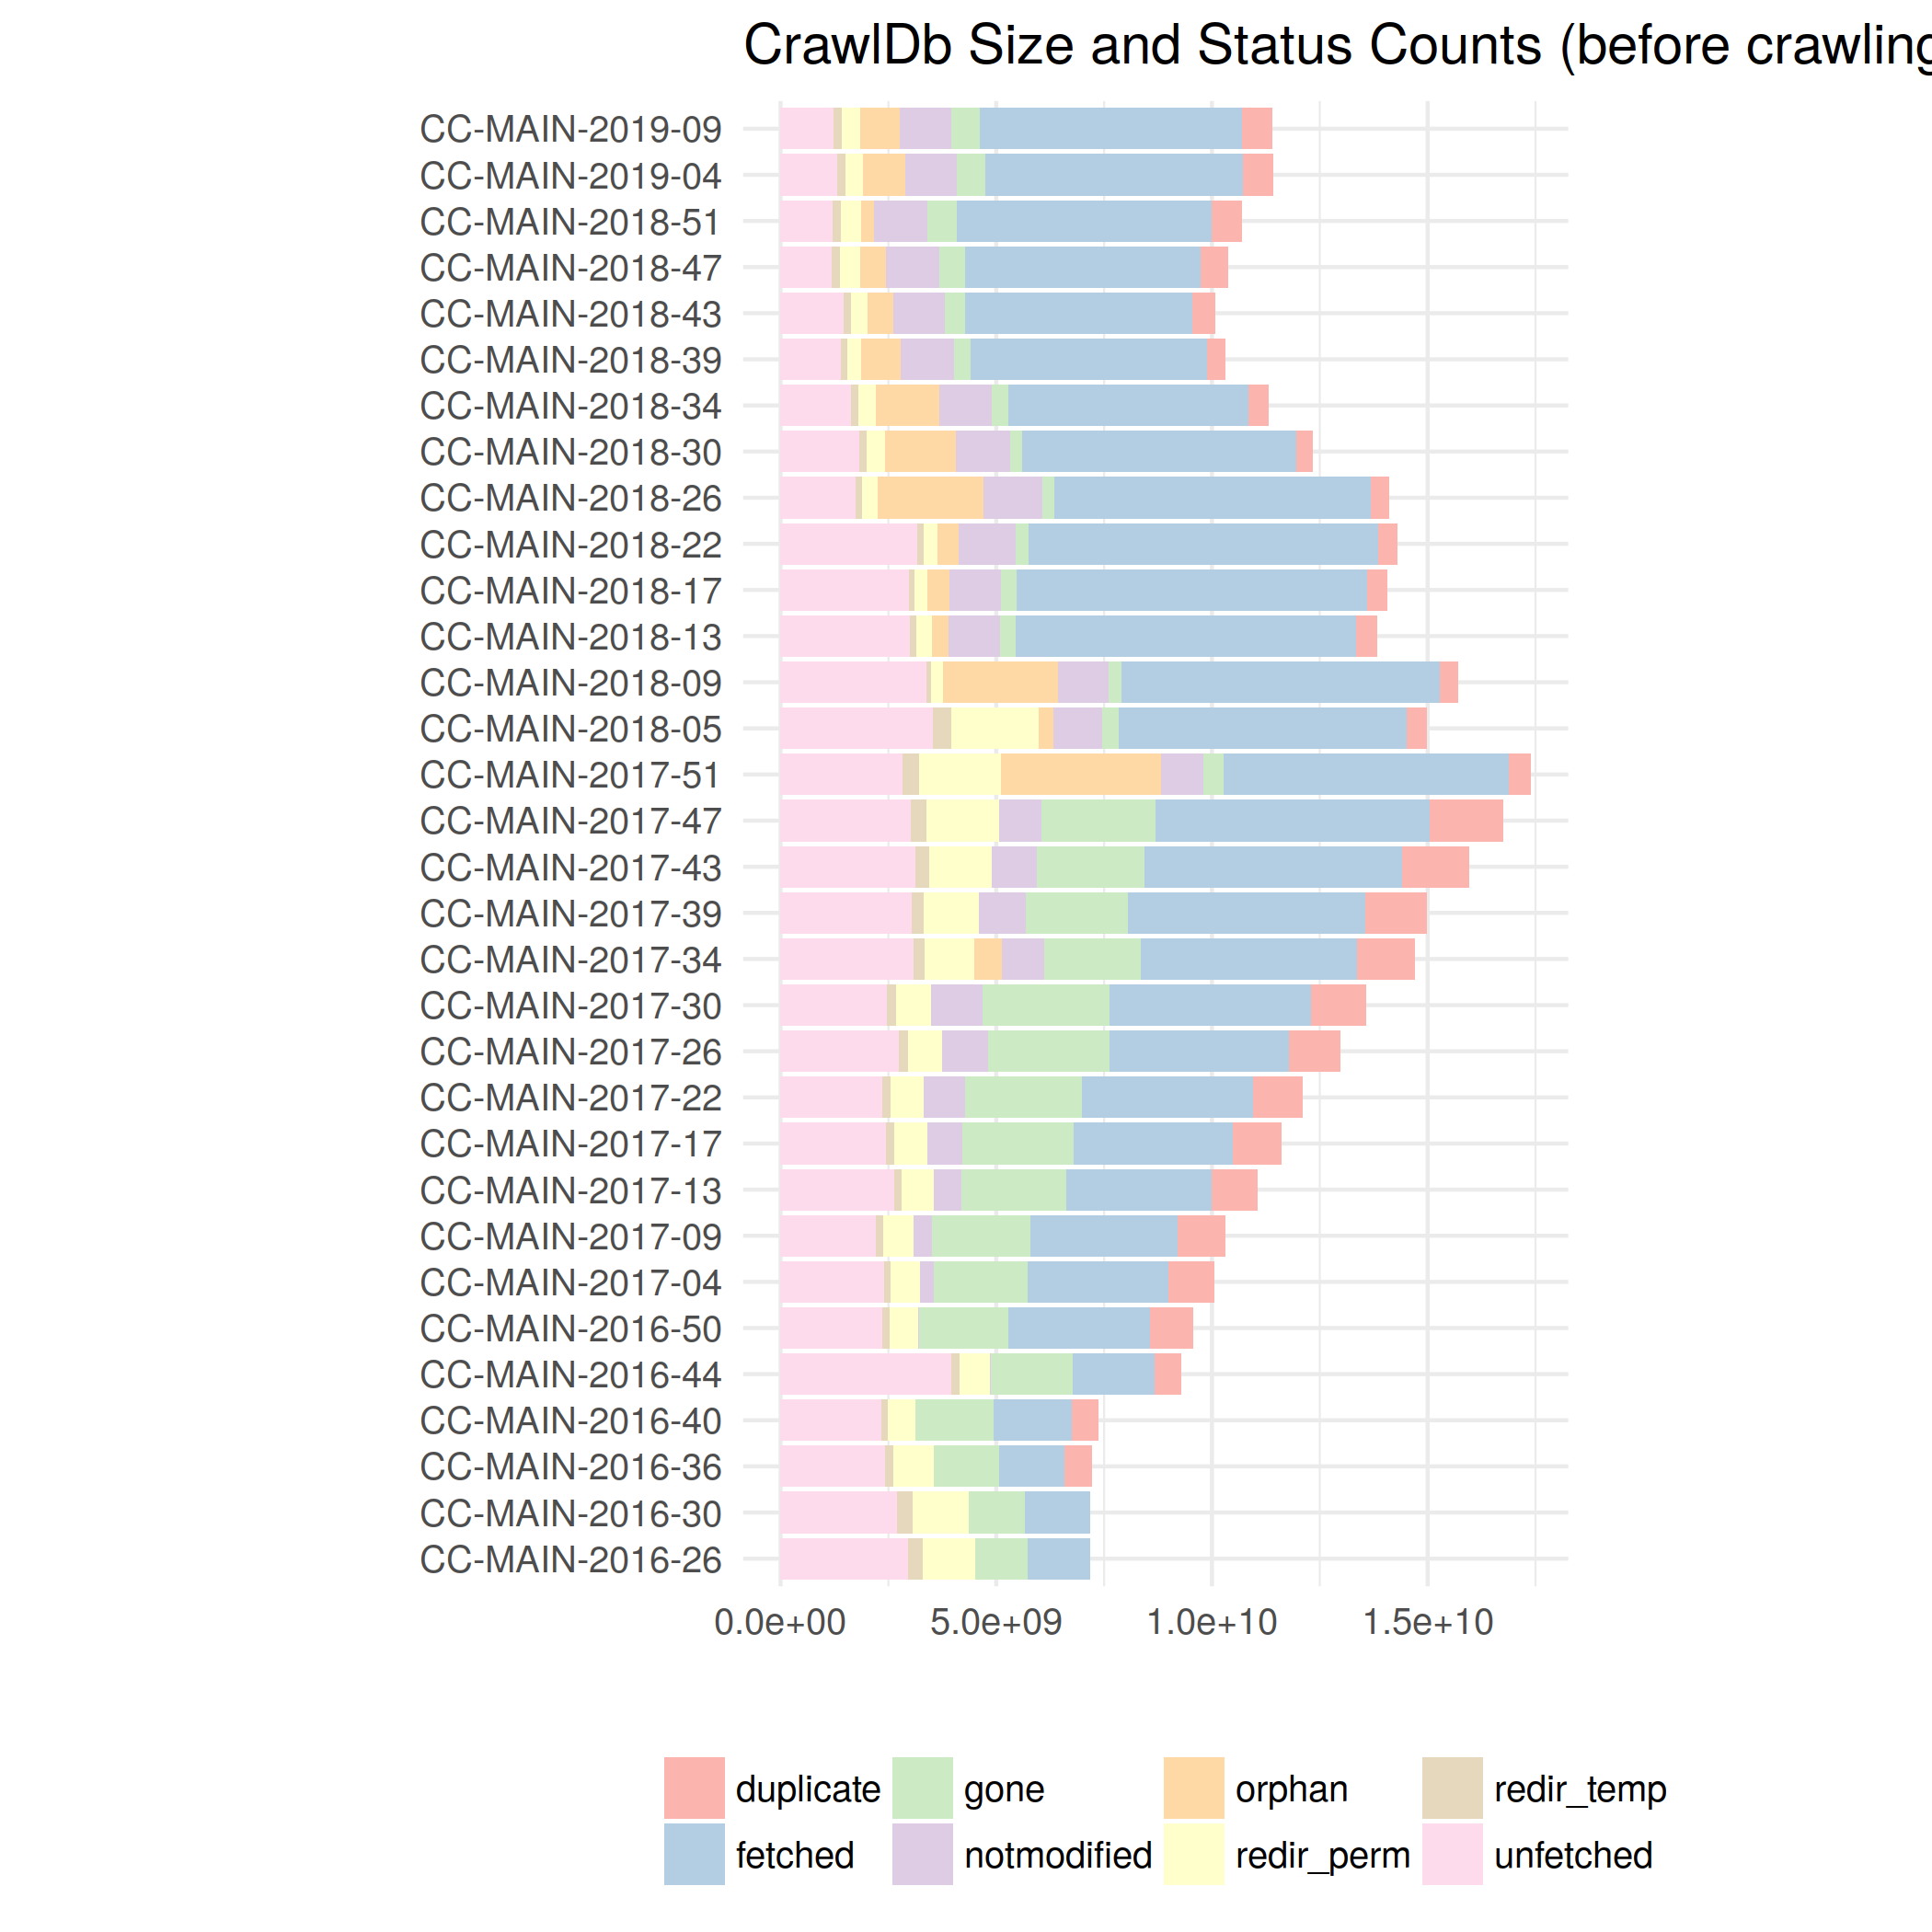 CrawlDb Size and Status Counts (before crawling
CC-MAIN-2019-09
CC-MAIN-2019-04
CC-MAIN-2018-51
CC-MAIN-2018-47
CC-MAIN-2018-43
CC-MAIN-2018-39
CC-MAIN-2018-34
CC-MAIN-2018-30
CC-MAIN-2018-26
CC-MAIN-2018-22
CC-MAIN-2018-17
CC-MAIN-2018-13
CC-MAIN-2018-09
CC-MAIN-2018-05
CC-MAIN-2017-51
CC-MAIN-2017-47
CC-MAIN-2017-43
CC-MAIN-2017-39
CC-MAIN-2017-34
CC-MAIN-2017-30
CC-MAIN-2017-26
CC-MAIN-2017-22
CC-MAIN-2017-17
CC-MAIN-2017-13
CC-MAIN-2017-09
CC-MAIN-2017-04
CC-MAIN-2016-50
CC-MAIN-2016-44
CC-MAIN-2016-40
CC-MAIN-2016-36
CC-MAIN-2016-30
CC-MAIN-2016-26
0.0e+00 5.0e+09 1.0e+10 1.5e+10
duplicate gone orphan redir_temp
fetched notmodified redir_perm unfetched